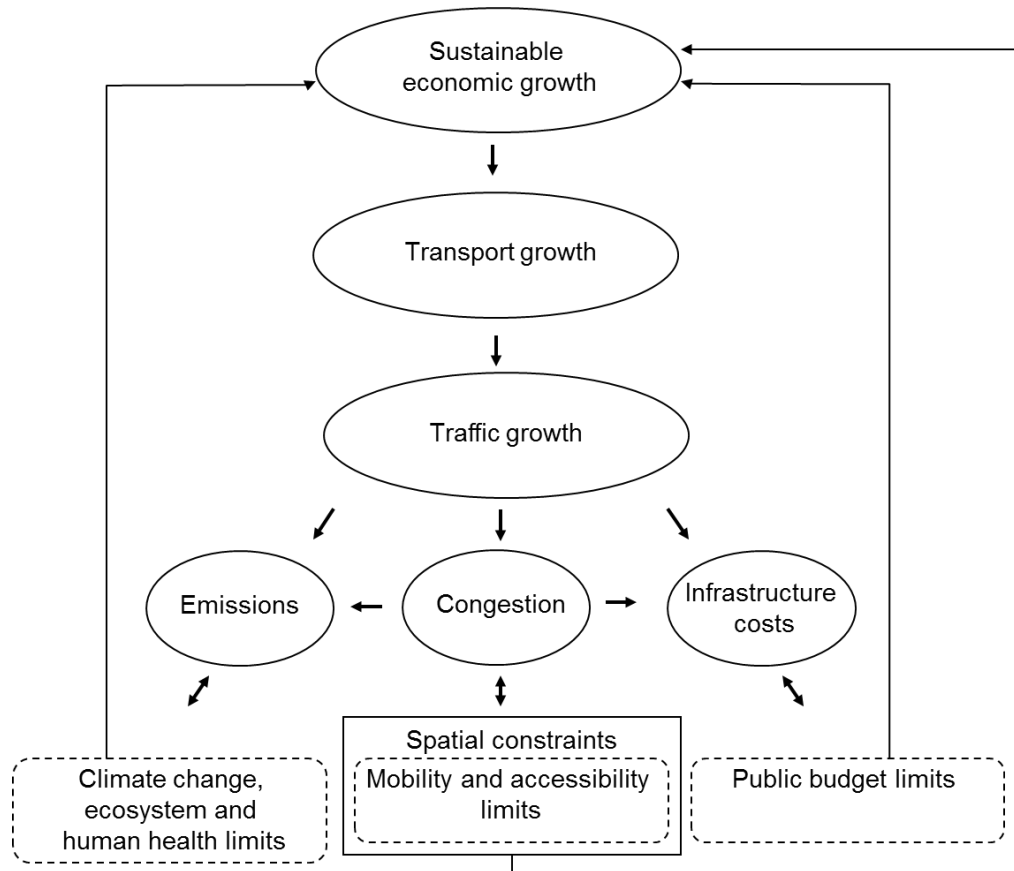 Sustainable
economic growth
Transport growth
Traffic growth
Emissions
Congestion
Infrastructure
costs
Spatial constraints
Climate change,
ecosystem and
human health limits
Mobility and accessibility
limits
Public budget limits